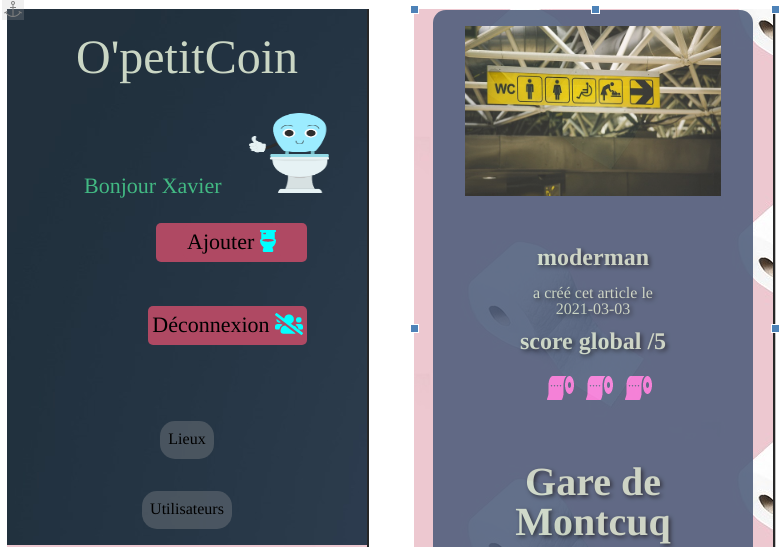 O'petitCoin
Bonjour Xavier
Ajouter
Déconnexion
Lieux
Utilisateurs
WC
moderman
a créé cet article le
2021-03-03
score global /5
Gare de
Montcuq